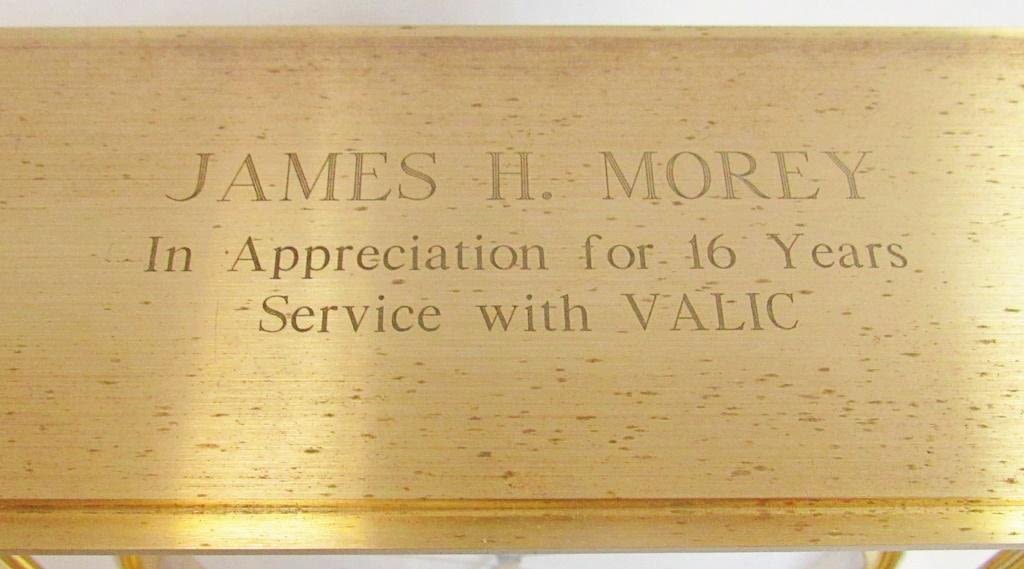 JAMES H. MOREY
In Appreciation for 16 Years
Service with VALIC